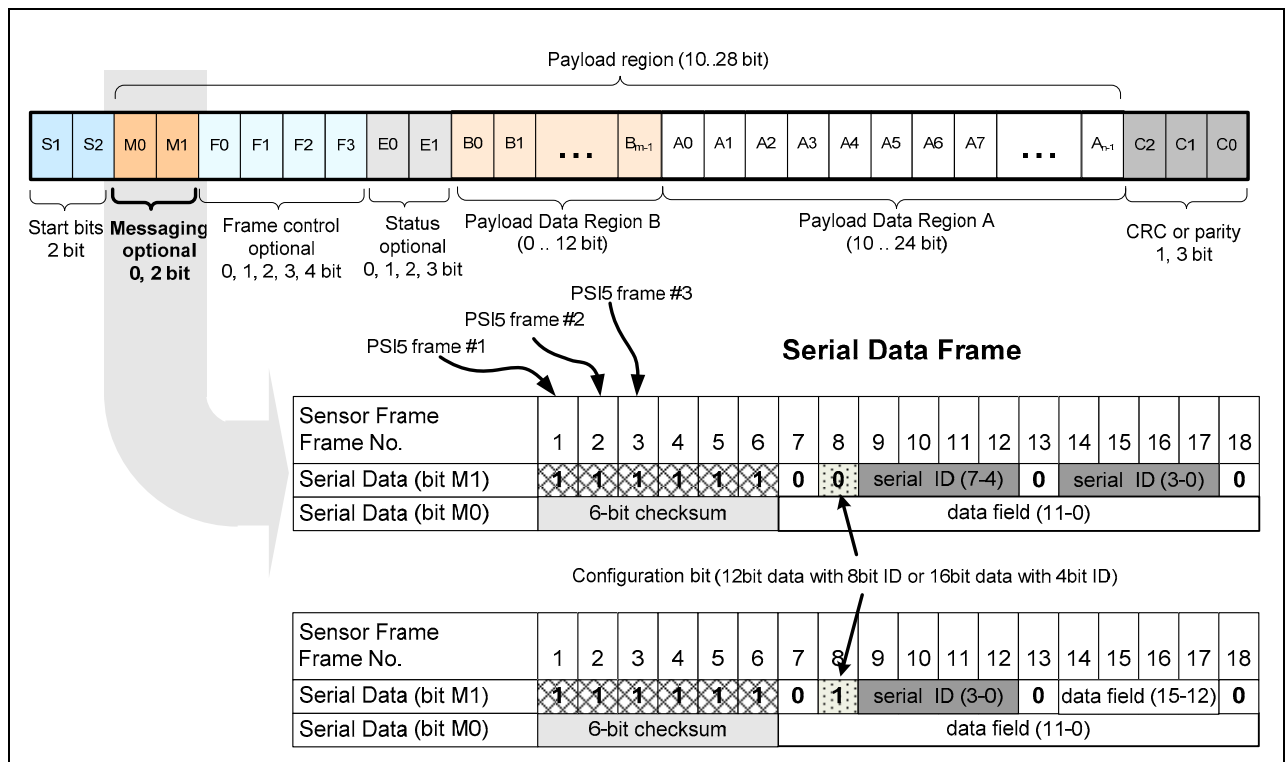 Payload region (10..28 bit)
S1 S2 M0 M1 F0 F1 F2 F3 E0 E1 B0 B1 ... Bm-1 A0 A1 A2 A3 A4 A5 A6 A7 ... An-1 C2 C1 C0
Start bits
2 bit
Messaging
optional
0, 2 bit
Frame control
optional
0, 1, 2, 3, 4 bit
Status
optional
0, 1, 2, 3 bit
Payload Data Region B
(0 .. 12 bit)
Payload Data Region A
(10 .. 24 bit)
CRC or parity
1, 3 bit
PSI5 frame #3
PSI5 frame #2
PSI5 frame #1
Serial Data Frame
Sensor Frame
Frame No. 1 2 3 4 5 6 7 8 9 10 11 12 13 14 15 16 17 18
Serial Data (bit M1) 1 1 1 1 1 1 0 0 serial ID (7-4) 0 serial ID (3-0) 0
Serial Data (bit M0) 6-bit checksum data field (11-0)
Configuration bit (12bit data with 8bit ID or 16bit data with 4bit ID)
Sensor Frame
Frame No. 1 2 3 4 5 6 7 8 9 10 11 12 13 14 15 16 17 18
Serial Data (bit M1) 1 1 1 1 1 1 0 1 serial ID (3-0) 0 data field (15-12) 0
Serial Data (bit M0) 6-bit checksum data field (11-0)